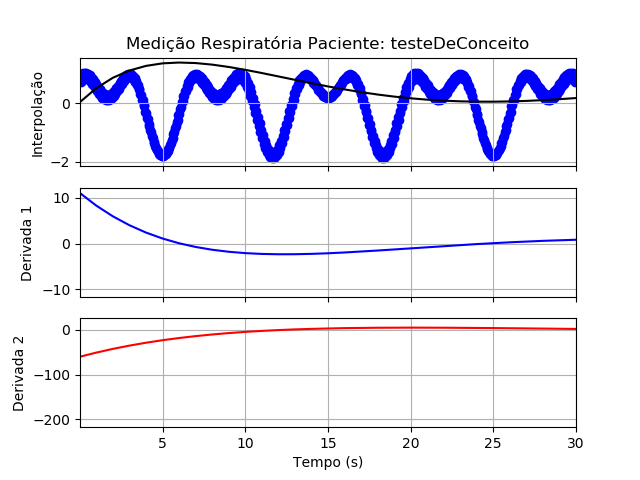 Medição Respiratória Paciente: testeDeConceito
Interpolação
0
−2
Derivada 1
10
0
−10
Derivada 2
0
−100
−200
5
10
15
20
25
30
Tempo (s)